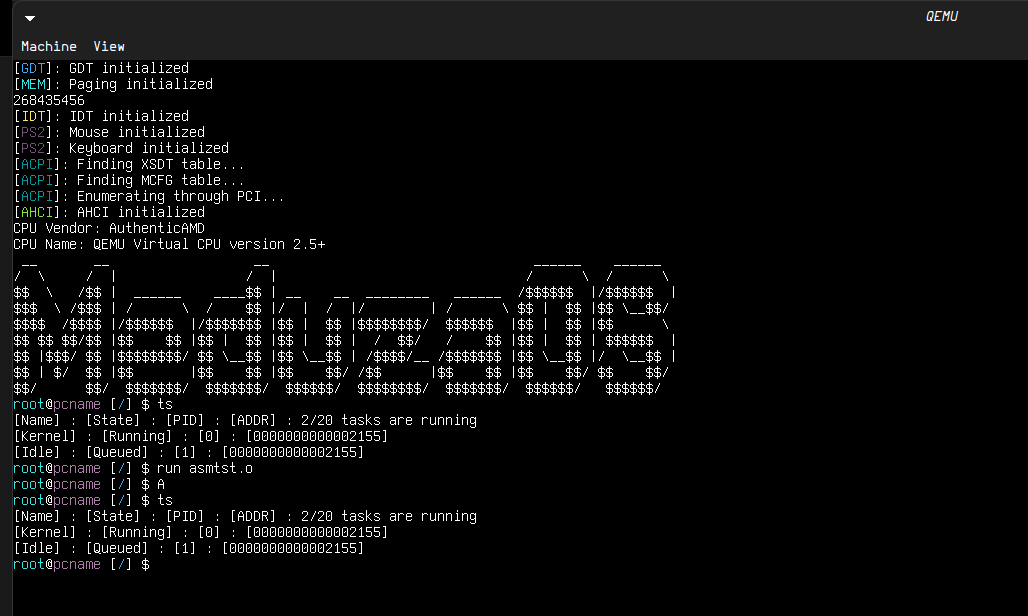 QEMU
Machine View
[GDT]: GDT initialized
[MEM]: Paging initialized
268435456
[IDT]: IDT initialized
[PS2]: Mouse initialized
[PS2]: Keyboard initialized
[ACPI]: Finding XSDT table...
[ACPI]: Finding MCFG table...
[ACPI]: Enumerating through PCI...
[AHCI]: AHCI initialized
CPU Vendor: AuthenticAMD
CPU Name: QEMU Virtual CPU version 2.5+
MeduzaOS
root@pcname [/] $ ts
[Name] : [State] : [PID] : [ADDR] : 2/20 tasks are running
[Kernel] : [Running] : [0] : [0000000000002155]
[Idle] : [Queued] : [1] : [0000000000002155]
root@pcname [/] $ run asmtst.o
root@pcname [/] $ A
root@pcname [/] $ ts
[Name] : [State] : [PID] : [ADDR] : 2/20 tasks are running
[Kernel] : [Running] : [0] : [0000000000002155]
[Idle] : [Queued] : [1] : [0000000000002155]
root@pcname [/] $